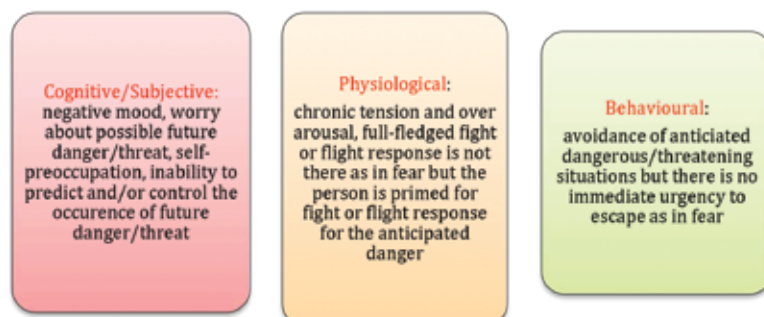 Cognitive/Subjective:
negative mood, worry
about possible future
danger/threat, self-
preoccupation, inability to
predict and/or control the
occurence of future
danger/threat
Physiological:
chronic tension and over
arousal, full-fledged fight
or flight response is not
there as in fear but the
person is primed for
fight or flight response
for the anticipated
danger
Behavioural:
avoidance of anticiated
dangerous/threatening
situations but there is no
immediate urgency to
escape as in fear